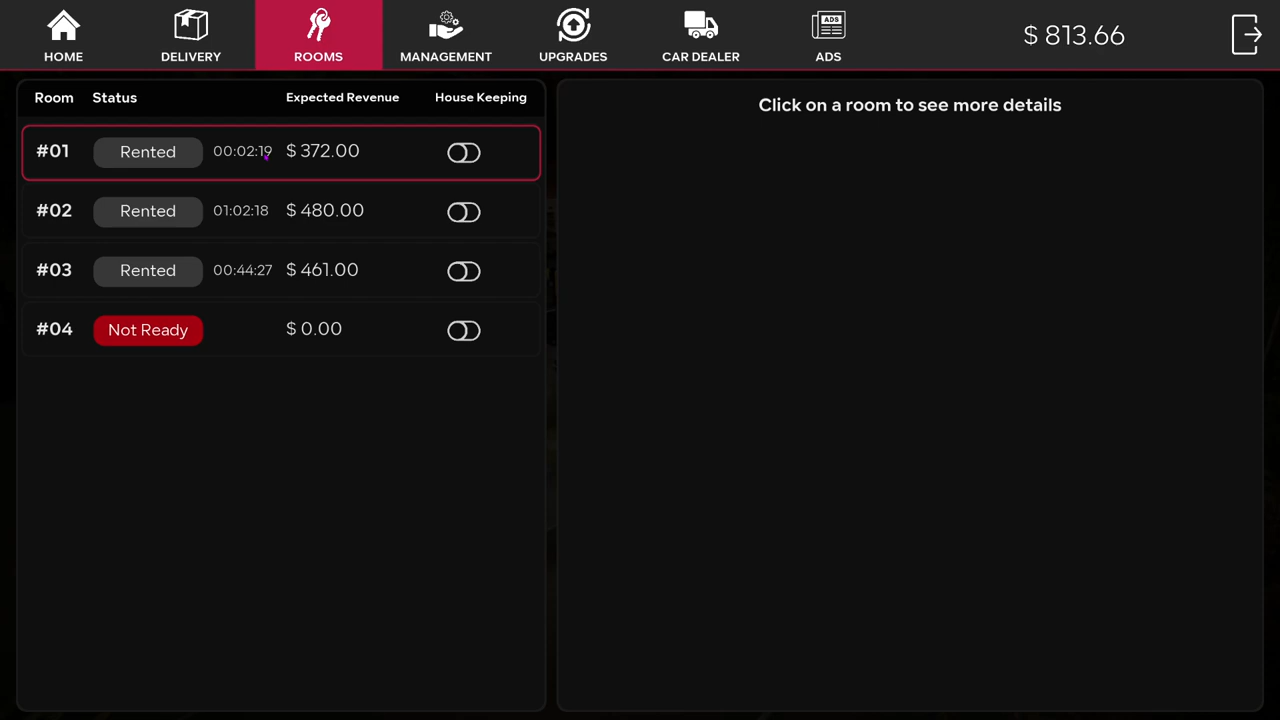 HOME DELIVERY ROOMS MANAGEMENT UPGRADES CAR DEALER ADS $ 813.66
ADS
Room Status Expected Revenue House Keeping
#01 Rented 00:02:19 $ 372.00
#02 Rented 01:02:18 $ 480.00
#03 Rented 00:44:27 $ 461.00
#04 Not Ready $ 0.00
Click on a room to see more details